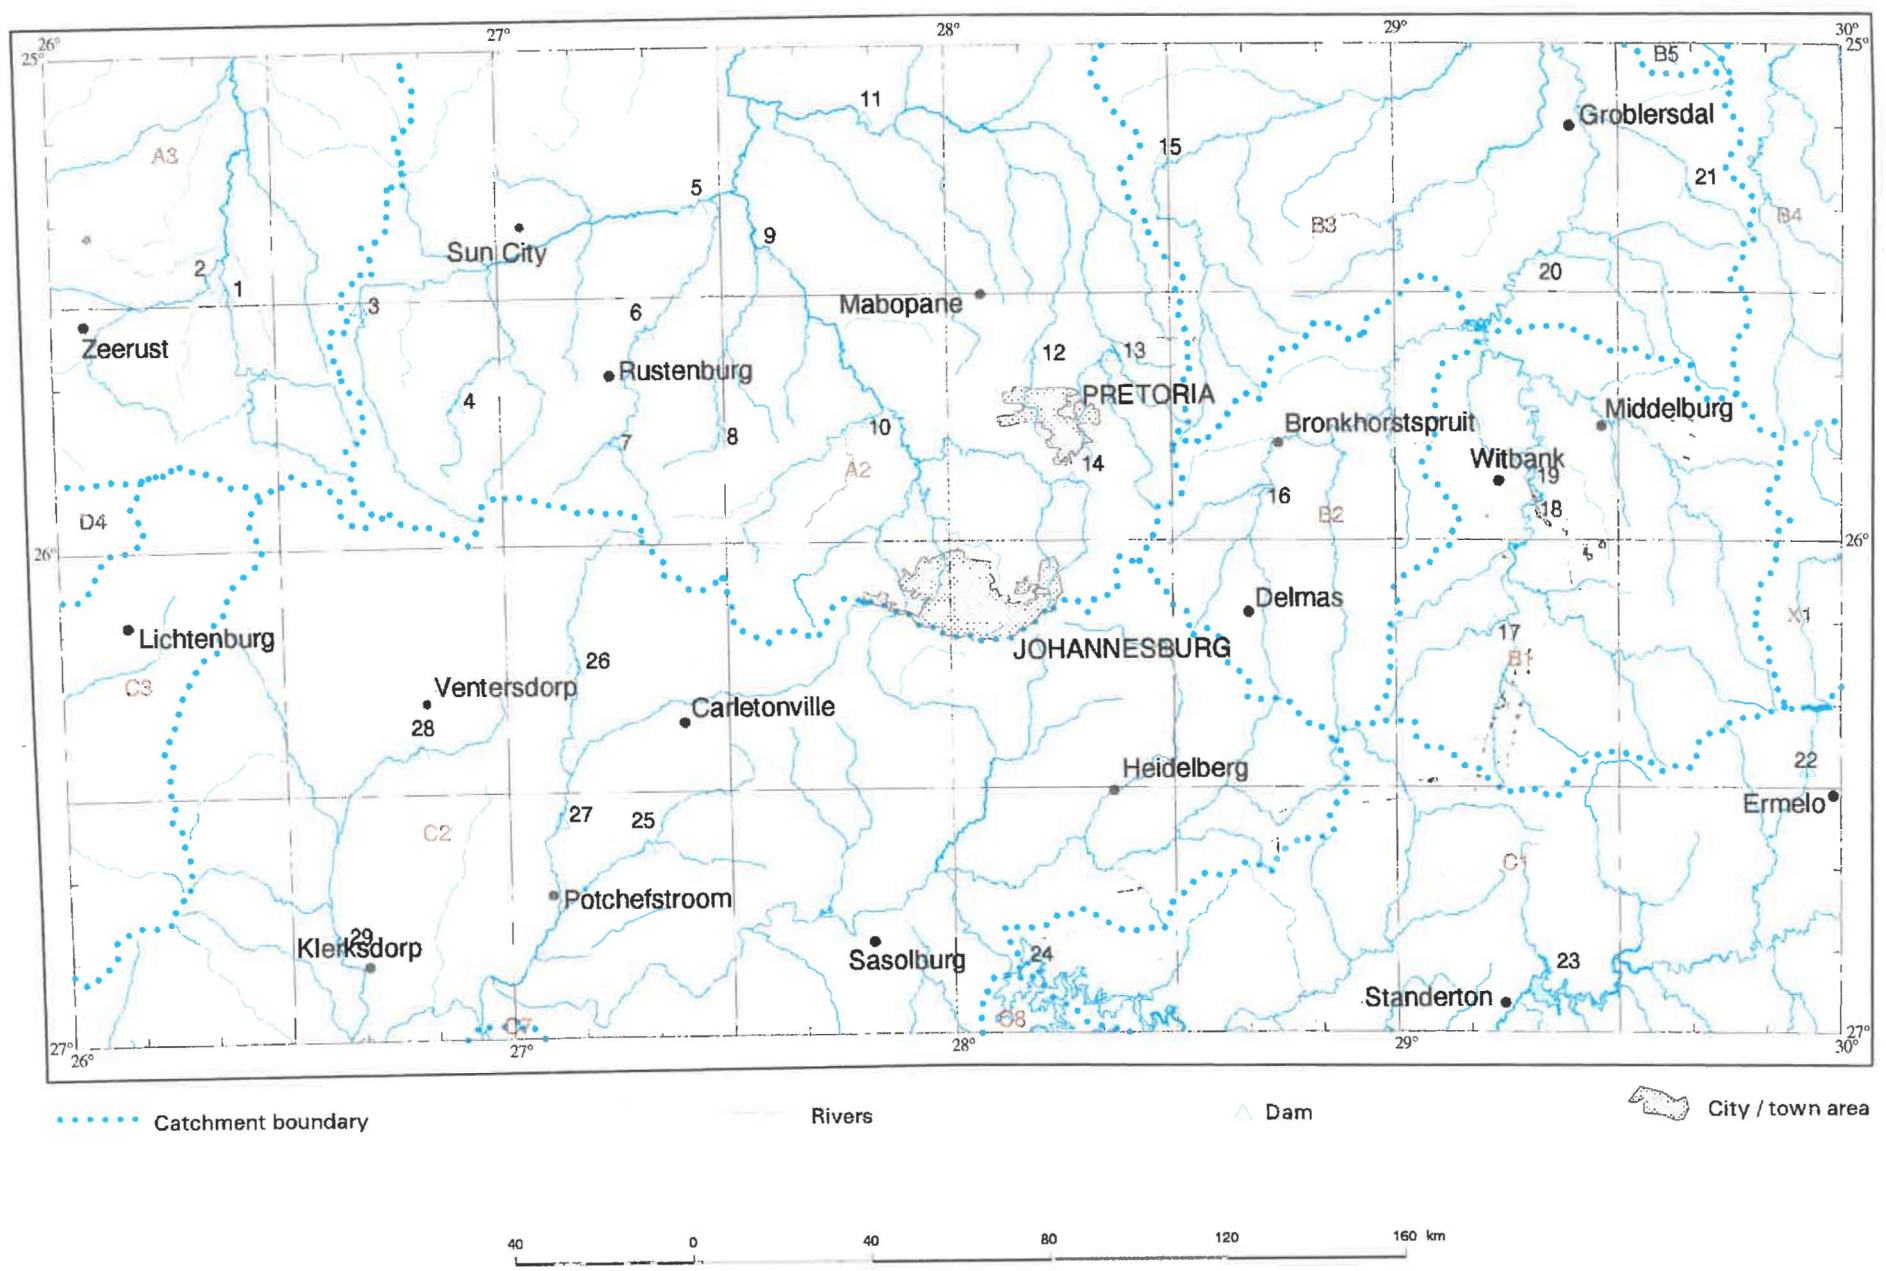 26° 27° 28° 29° 30°
25° 25°
B5
11
Groblersdal
A3 15
5 21
B3 B4
9
Sun City
2 20
1
3 Mabopane
6
Zeerust 12 13
Rustenburg
PRETORIA
4 Middelburg
Bronkhorstspruit
7 8 10
Witbank
A2 14 19
16
18
D4 B2
26° 26°
Delmas
X1
Lichtenburg 17
JOHANNESBURG
26 B1
C3 Ventersdorp
Carletonville
28
22
Heidelberg
Ermelo
27 25
C2
C1
Potchefstroom
29
Klerksdorp
24
Sasolburg 23
Standerton
C7 C8
27° 27°
26° 27° 28° 29° 30°
Catchment boundary Rivers Dam City / town area
40 0 40 80 120 160 km